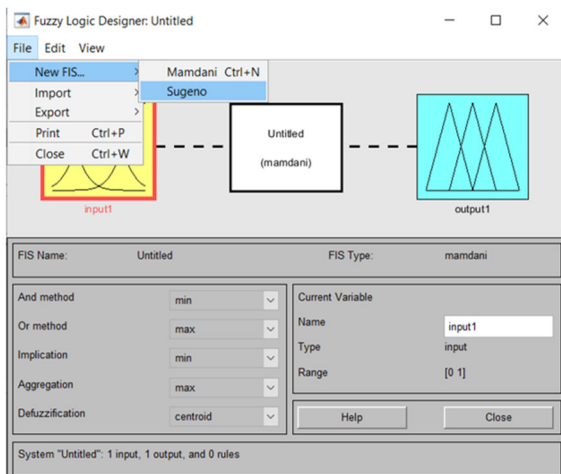 Fuzzy Logic Designer: Untitled
File Edit View
New FIS... Mamdani Ctrl+N
Import Sugeno
Export
Print Ctrl+P
Close Ctrl+W
Untitled
(mamdani)
input1
output1
FIS Name: Untitled FIS Type: mamdani
And method min
Or method max
Implication min
Aggregation max
Defuzzification centroid
Current Variable
Name input1
Type input
Range [0 1]
Help Close
System "Untitled": 1 input, 1 output, and 0 rules